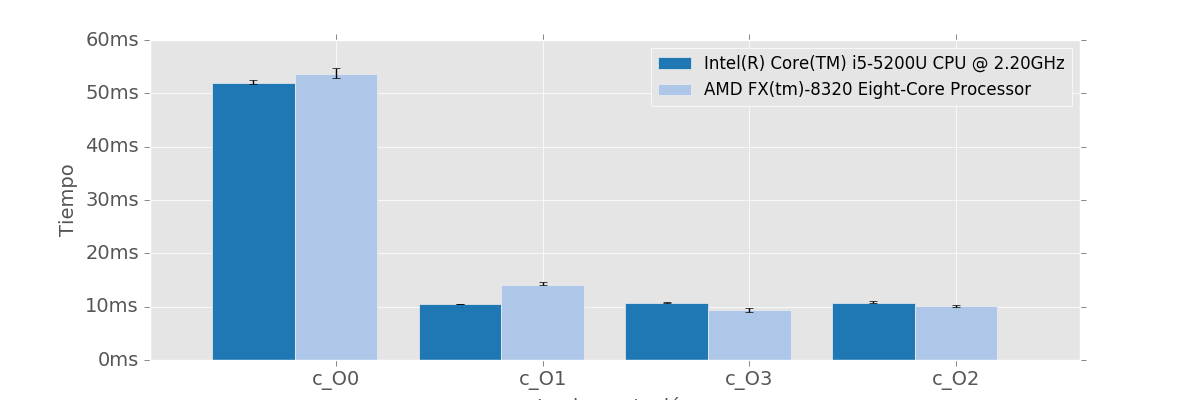 60ms
50ms
40ms
30ms
20ms
10ms
0ms
Tiempo
Intel(R) Core(TM) i5-5200U CPU @ 2.20GHz
AMD FX(tm)-8320 Eight-Core Processor
c_O0
c_O1
c_O3
c_O2